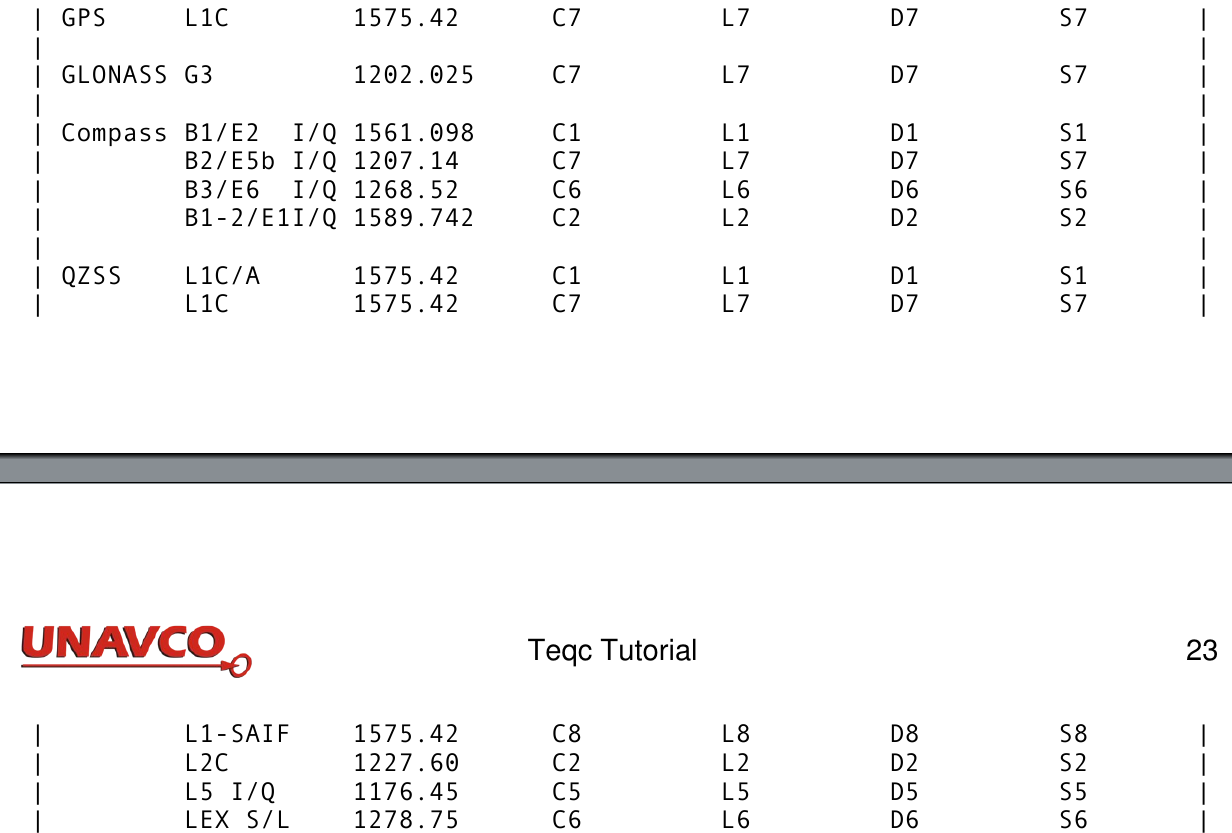 | GPS L1C 1575.42 C7 L7 D7 S7 |
| |
| GLONASS G3 1202.025 C7 L7 D7 S7 |
| |
| Compass B1/E2 I/Q 1561.098 C1 L1 D1 S1 |
| B2/E5b I/Q 1207.14 C7 L7 D7 S7 |
| B3/E6 I/Q 1268.52 C6 L6 D6 S6 |
| B1-2/E1I/Q 1589.742 C2 L2 D2 S2 |
| |
| QZSS L1C/A 1575.42 C1 L1 D1 S1 |
| L1C 1575.42 C7 L7 D7 S7 |
UNAVCO Teqc Tutorial 23
| L1-SAIF 1575.42 C8 L8 D8 S8 |
| L2C 1227.60 C2 L2 D2 S2 |
| L5 I/Q 1176.45 C5 L5 D5 S5 |
| LEX S/L 1278.75 C6 L6 D6 S6 |